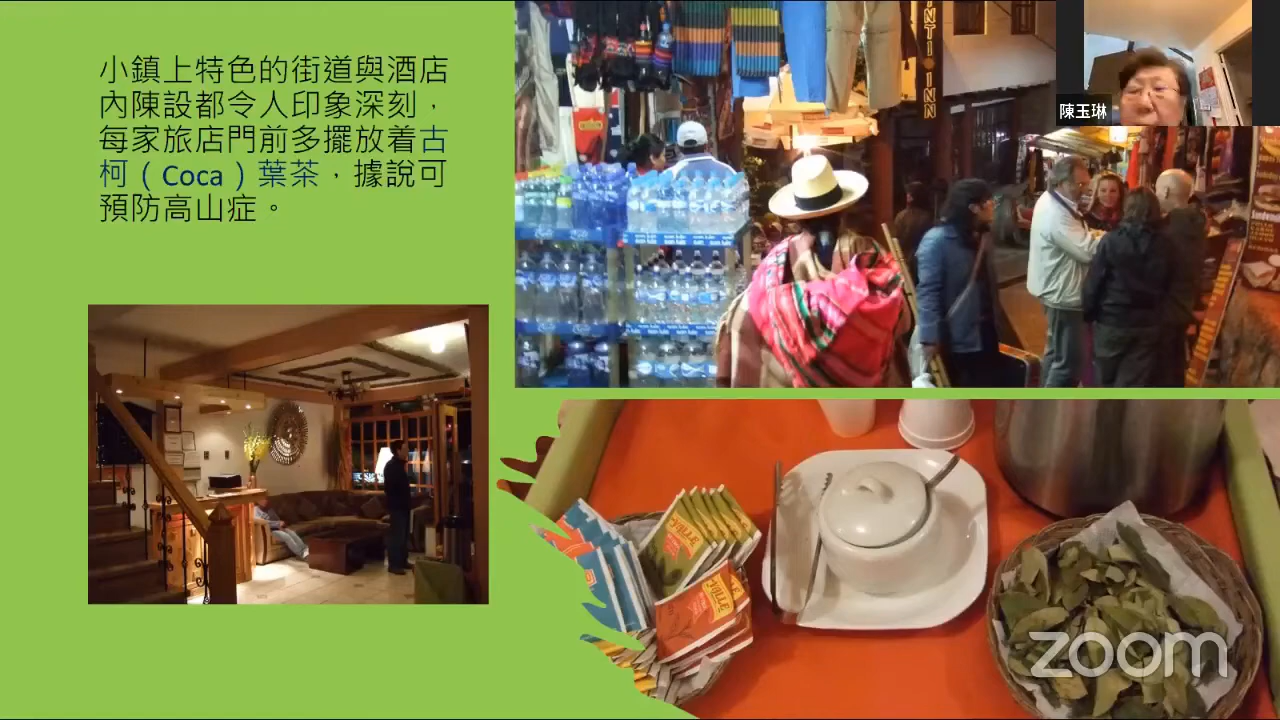 小鎮上特色的街道與酒店
內陳設都令人印象深刻，
每家旅店門前多擺放着古
柯（Coca）葉茶，據說可
預防高山症。
INTI INN
陳玉琳
zoom